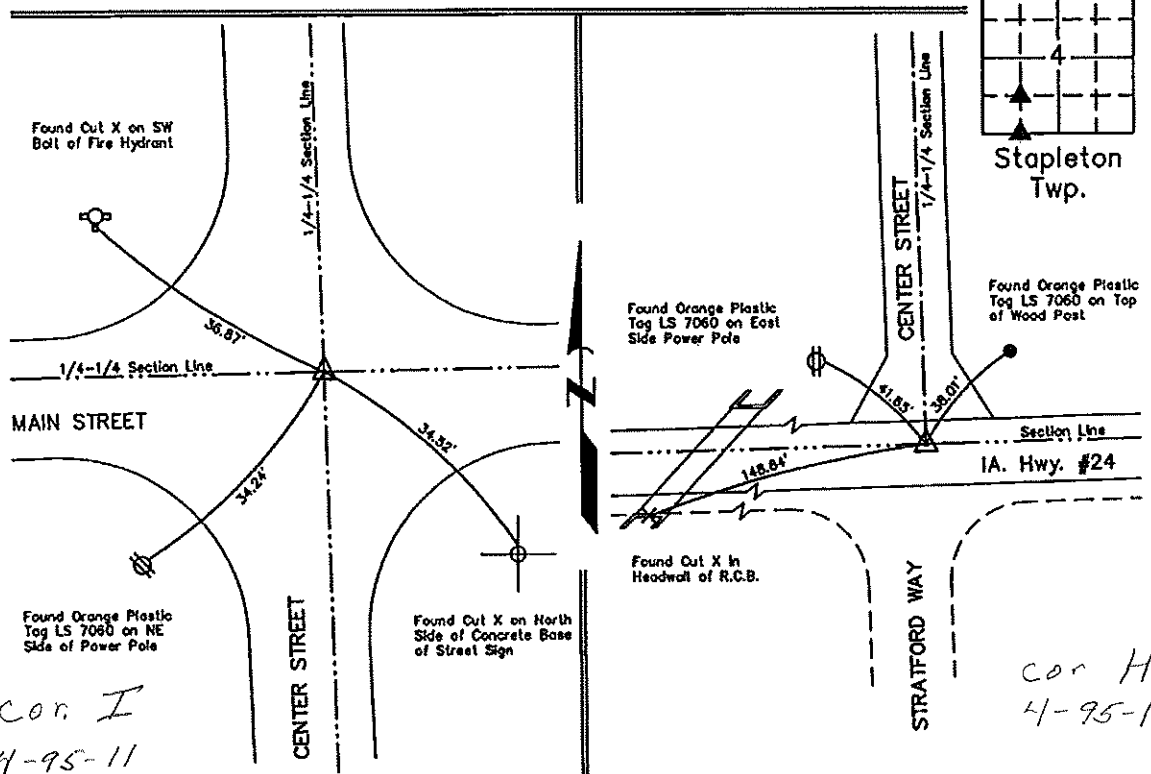 4
Stapleton
Twp.
Found Cut X on SW
Bolt of Fire Hydrant
1/4-1/4 Section Line
36.87'
1/4-1/4 Section Line
MAIN STREET
34.24'
34.52'
Found Orange Plastic
Tag LS 7060 on NE
Side of Power Pole
CENTER STREET
Found Cut X on North
Side of Concrete Base
of Street Sign
cor. I
4-95-11
N
CENTER STREET
1/4-1/4 Section Line
Found Orange Plastic
Tag LS 7060 on East
Side Power Pole
Found Orange Plastic
Tag LS 7060 on Top
of Wood Post
41.85'
38.01'
Section Line
148.84'
IA. Hwy. #24
Found Cut X in
Headwall of R.C.B.
STRATFORD WAY
cor H
4-95-1